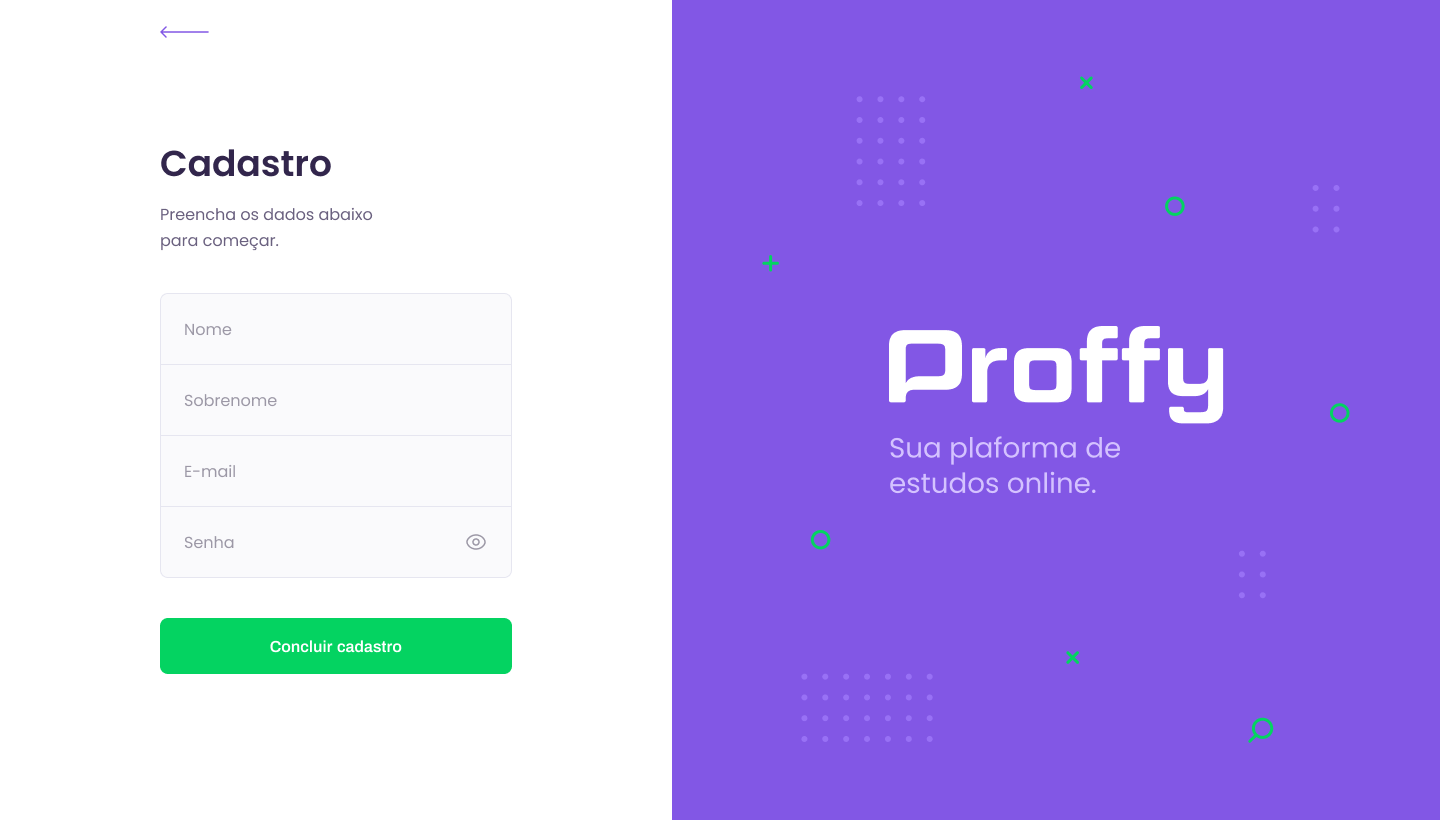 Cadastro
Preencha os dados abaixo
para começar.
Nome
Sobrenome
E-mail
Senha
Concluir cadastro
Proffy
Sua plaforma de
estudos online.